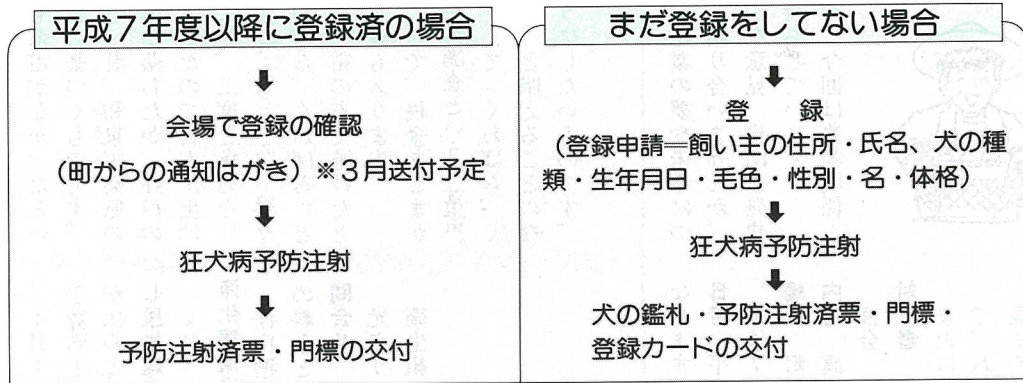 平成7年度以降に登録済の場合
会場で登録の確認
（町からの通知はがき）※3月送付予定
狂犬病予防注射
予防注射済票・門標の交付
まだ登録をしてない場合
登　録
（登録申請＝飼い主の住所・氏名、犬の種
類・生年月日・毛色・性別・名・体格）
狂犬病予防注射
犬の鑑札・予防注射済票・門標・
登録カードの交付